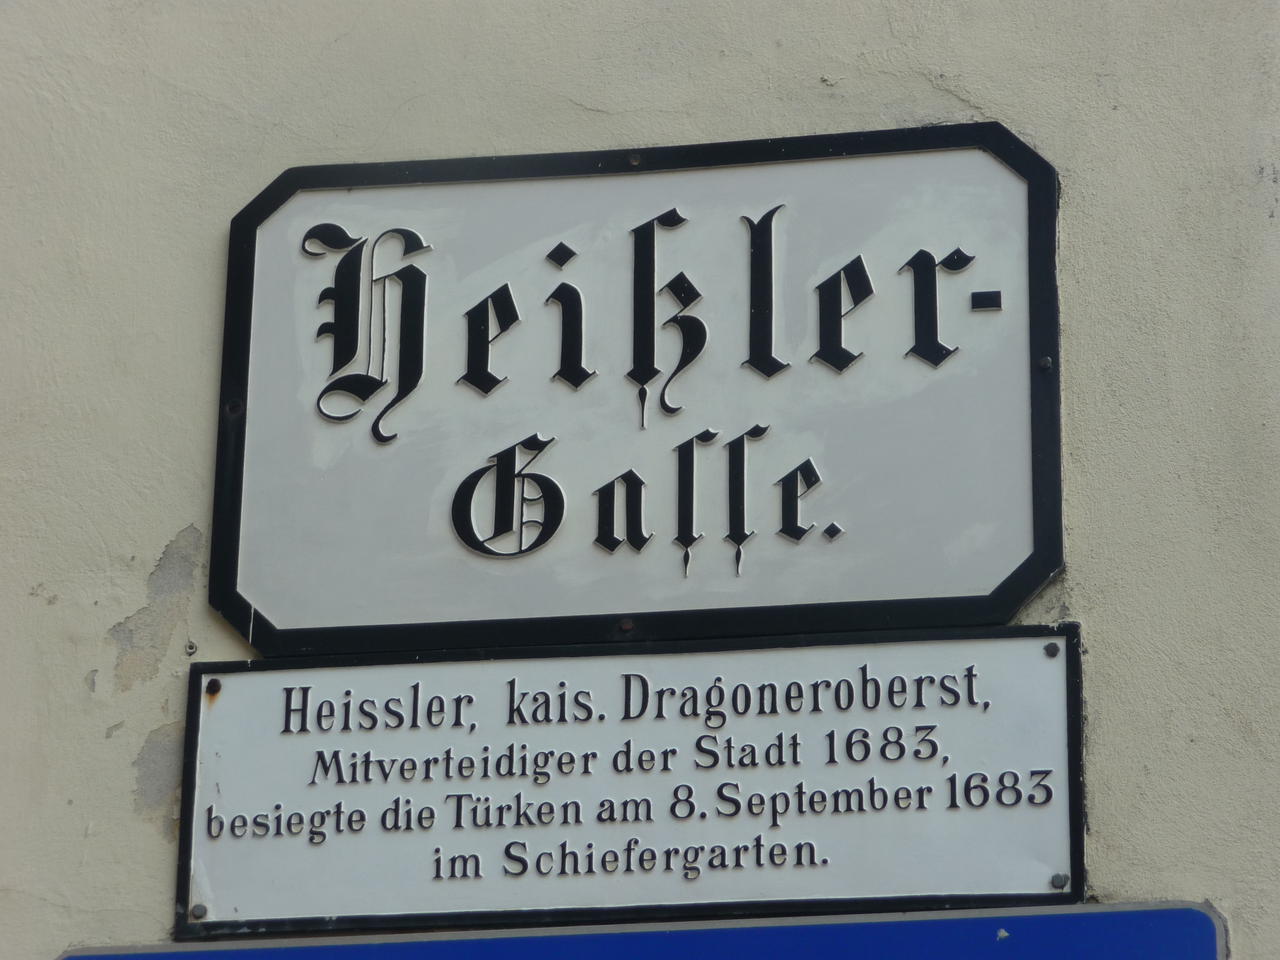 Heißler-
Gasse.
Heissler, kais. Dragoneroberst,
Mitverteidiger der Stadt 1683,
besiegte die Türken am 8. September 1683
im Schiefergarten.